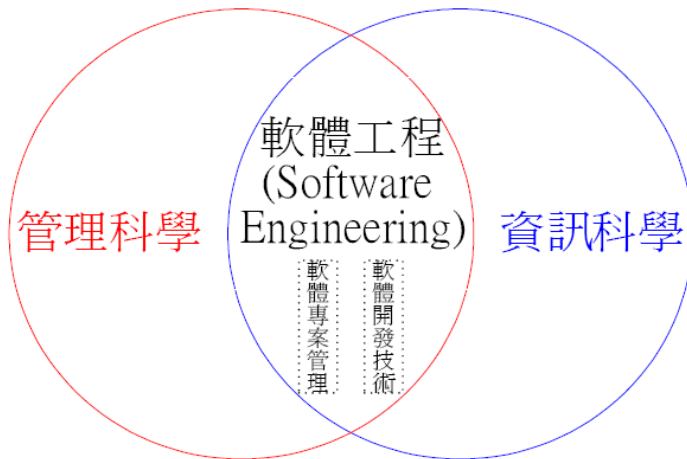 管理科學
軟體工程
(Software
Engineering)
軟體專案管理
軟體開發技術
資訊科學